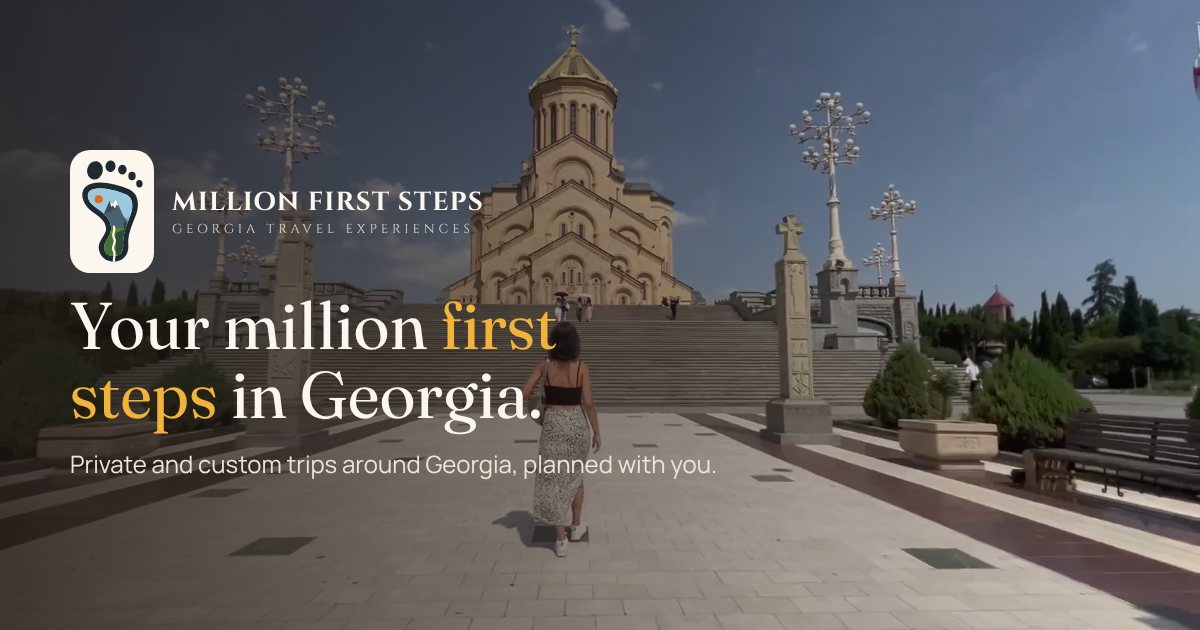 MILLION FIRST STEPS
GEORGIA TRAVEL EXPERIENCES
Your million first
steps in Georgia.
Private and custom trips around Georgia, planned with you.